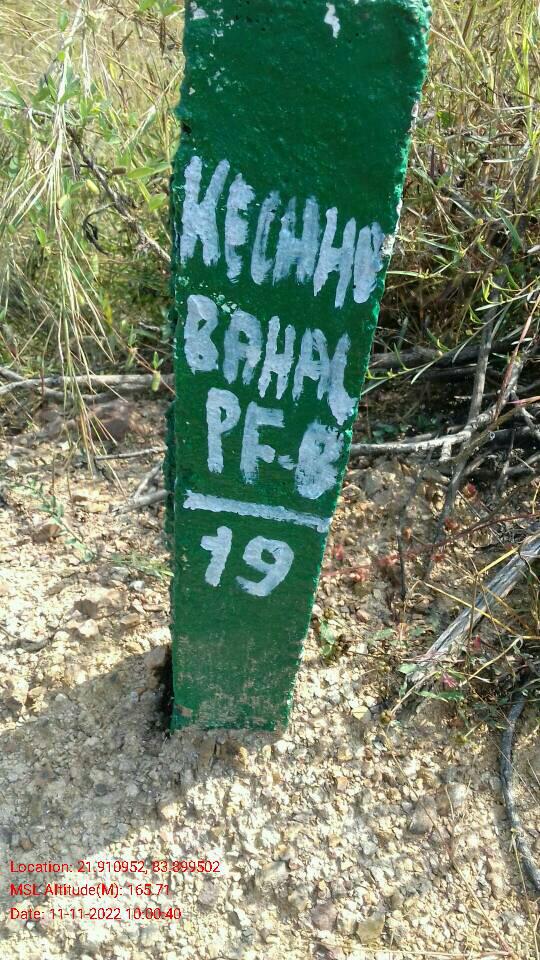 KECHHO
BAHAL
PF-B
19
Location: 21.910952, 83.899502
MSL Altitude(M): 165.71
Date: 11-11-2022 10:00:40